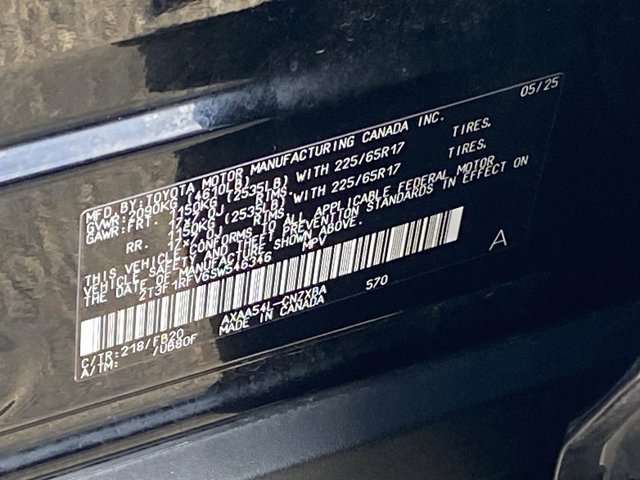 MFD.BY:TOYOTA MOTOR MANUFACTURING CANADA INC. 05/25
GVWR:2090KG (4610LB)
GAWR:FRT. 1150KG (2535LB) WITH 225/65R17 TIRES,
17x7.0J RIMS,
RR. 1150KG (2535LB) WITH 225/65R17 TIRES,
17x7.0J RIMS,
THIS VEHICLE CONFORMS TO ALL APPLICABLE FEDERAL MOTOR
VEHICLE SAFETY AND THEFT PREVENTION STANDARDS IN EFFECT ON
THE DATE OF MANUFACTURE SHOWN ABOVE.
2T3F1RFV6SW546346 MPV
A
AXAA54L-CNZXBA 570
MADE IN CANADA
C/TR:218/FB20
A/TM: /UB80F